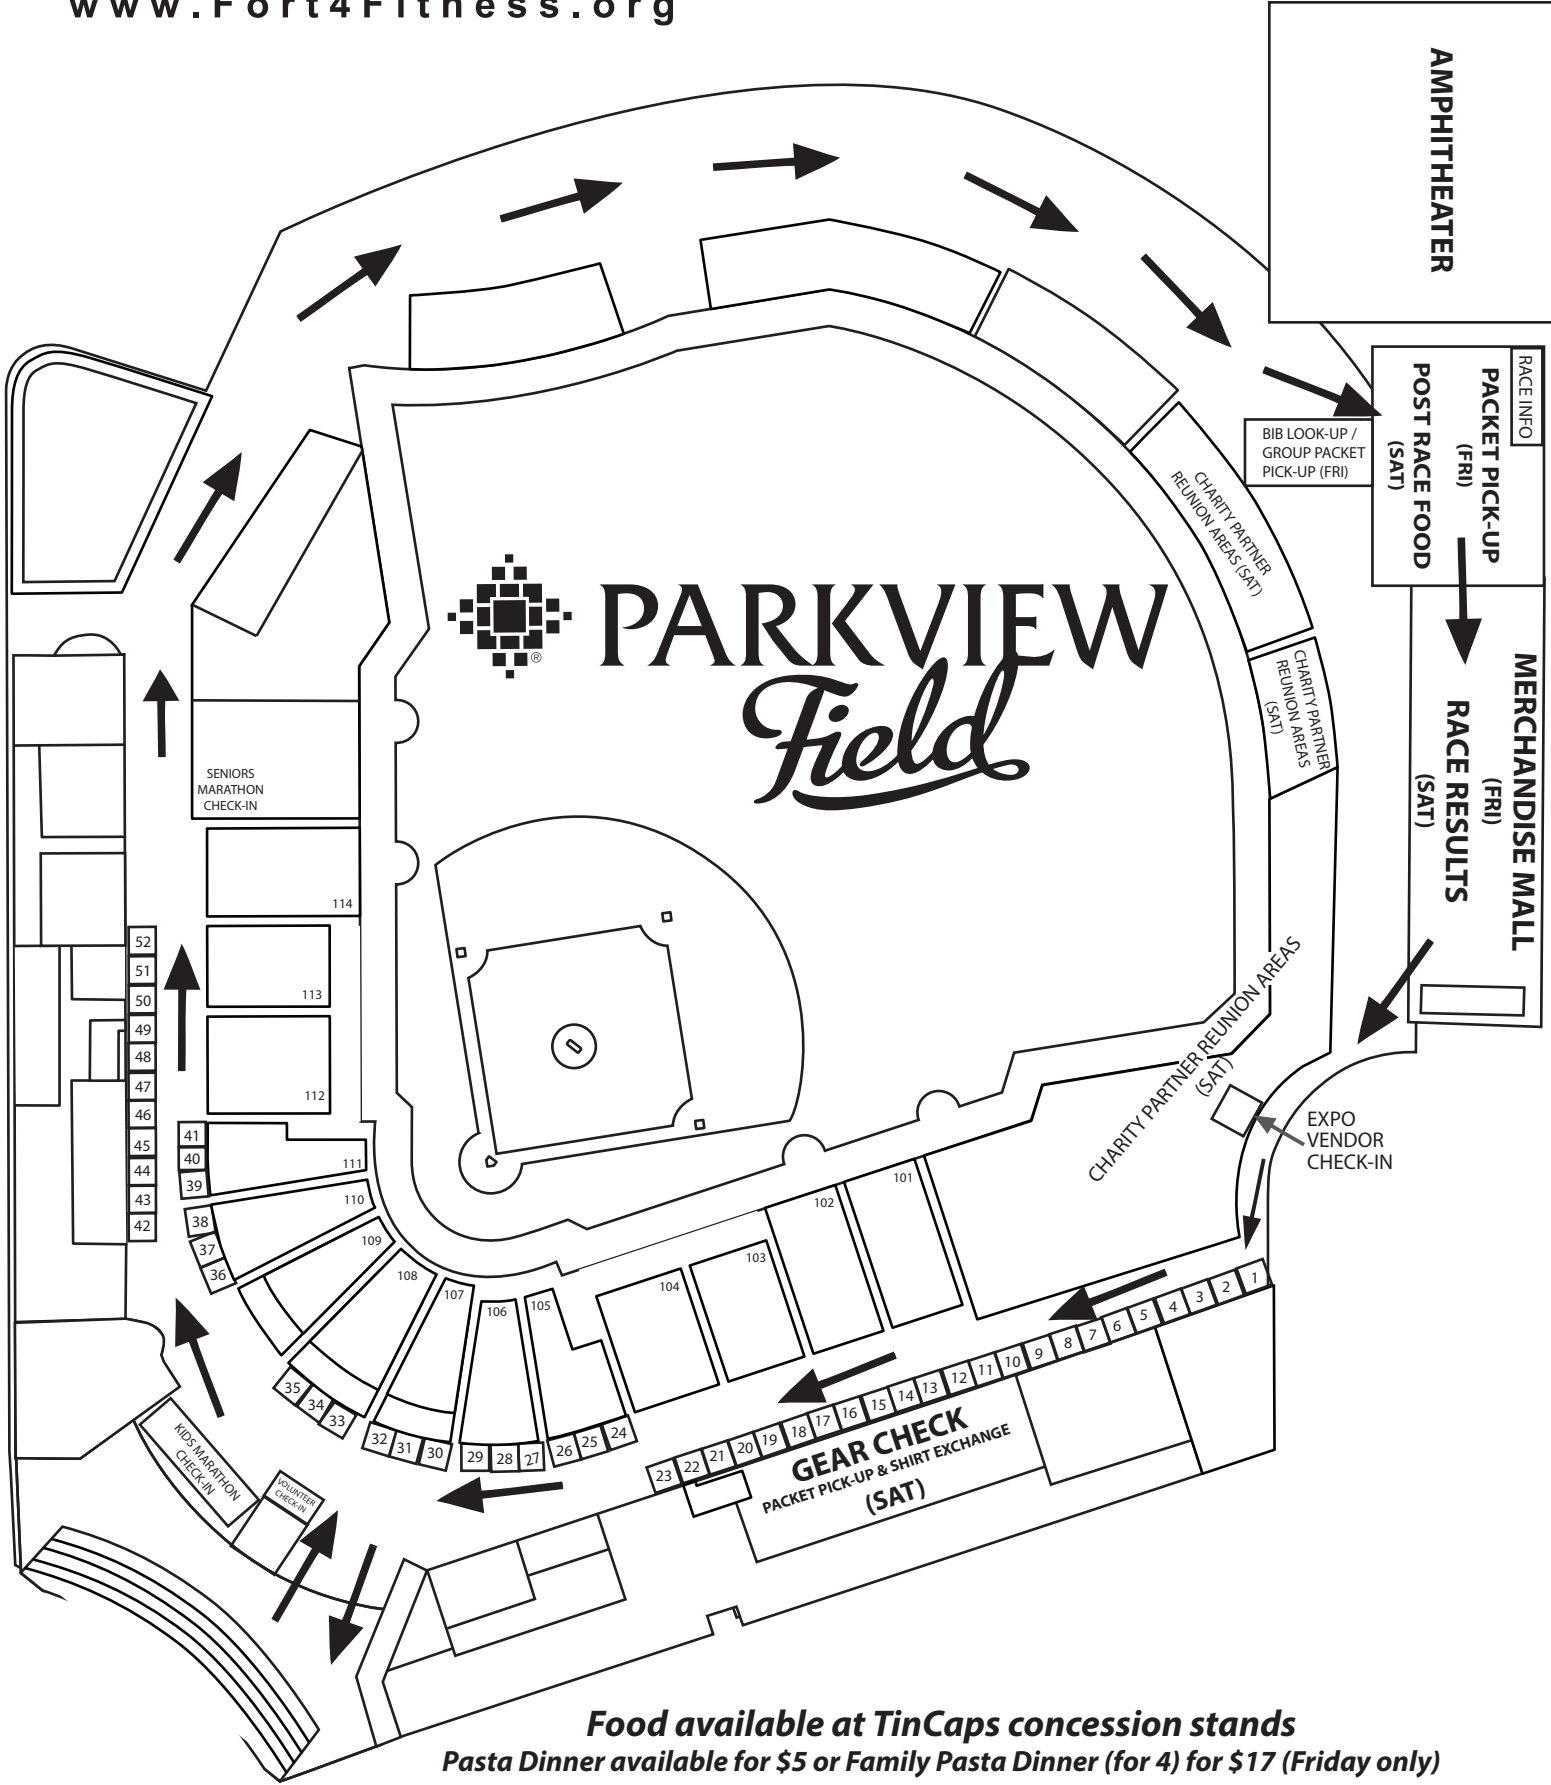 www.Fort4Fitness.org
AMPHITHEATER
RACE INFO
PACKET PICK-UP
(FRI)
POST RACE FOOD
(SAT)
BIB LOOK-UP /
GROUP PACKET
PICK-UP (FRI)
CHARITY PARTNER
REUNION AREAS (SAT)
PARKVIEW
®
Field
CHARITY PARTNER
REUNION AREAS
(SAT)
MERCHANDISE MALL
(FRI)
RACE RESULTS
(SAT)
SENIORS
MARATHON
CHECK-IN
114
113
112
111
110
109
108
107
106
105
104
103
102
101
CHARITY PARTNER REUNION AREAS
(SAT)
EXPO
VENDOR
CHECK-IN
52
51
50
49
48
47
46
45
44
43
42
41
40
39
38
37
36
35
34
33
32
31
30
29
28
27
26
25
24
23
22
21
20
19
18
17
16
15
14
13
12
11
10
9
8
7
6
5
4
3
2
1
GEAR CHECK
PACKET PICK-UP & SHIRT EXCHANGE
(SAT)
KIDS MARATHON
CHECK-IN
VOLUNTEER
CHECK-IN
Food available at TinCaps concession stands
Pasta Dinner available for $5 or Family Pasta Dinner (for 4) for $17 (Friday only)